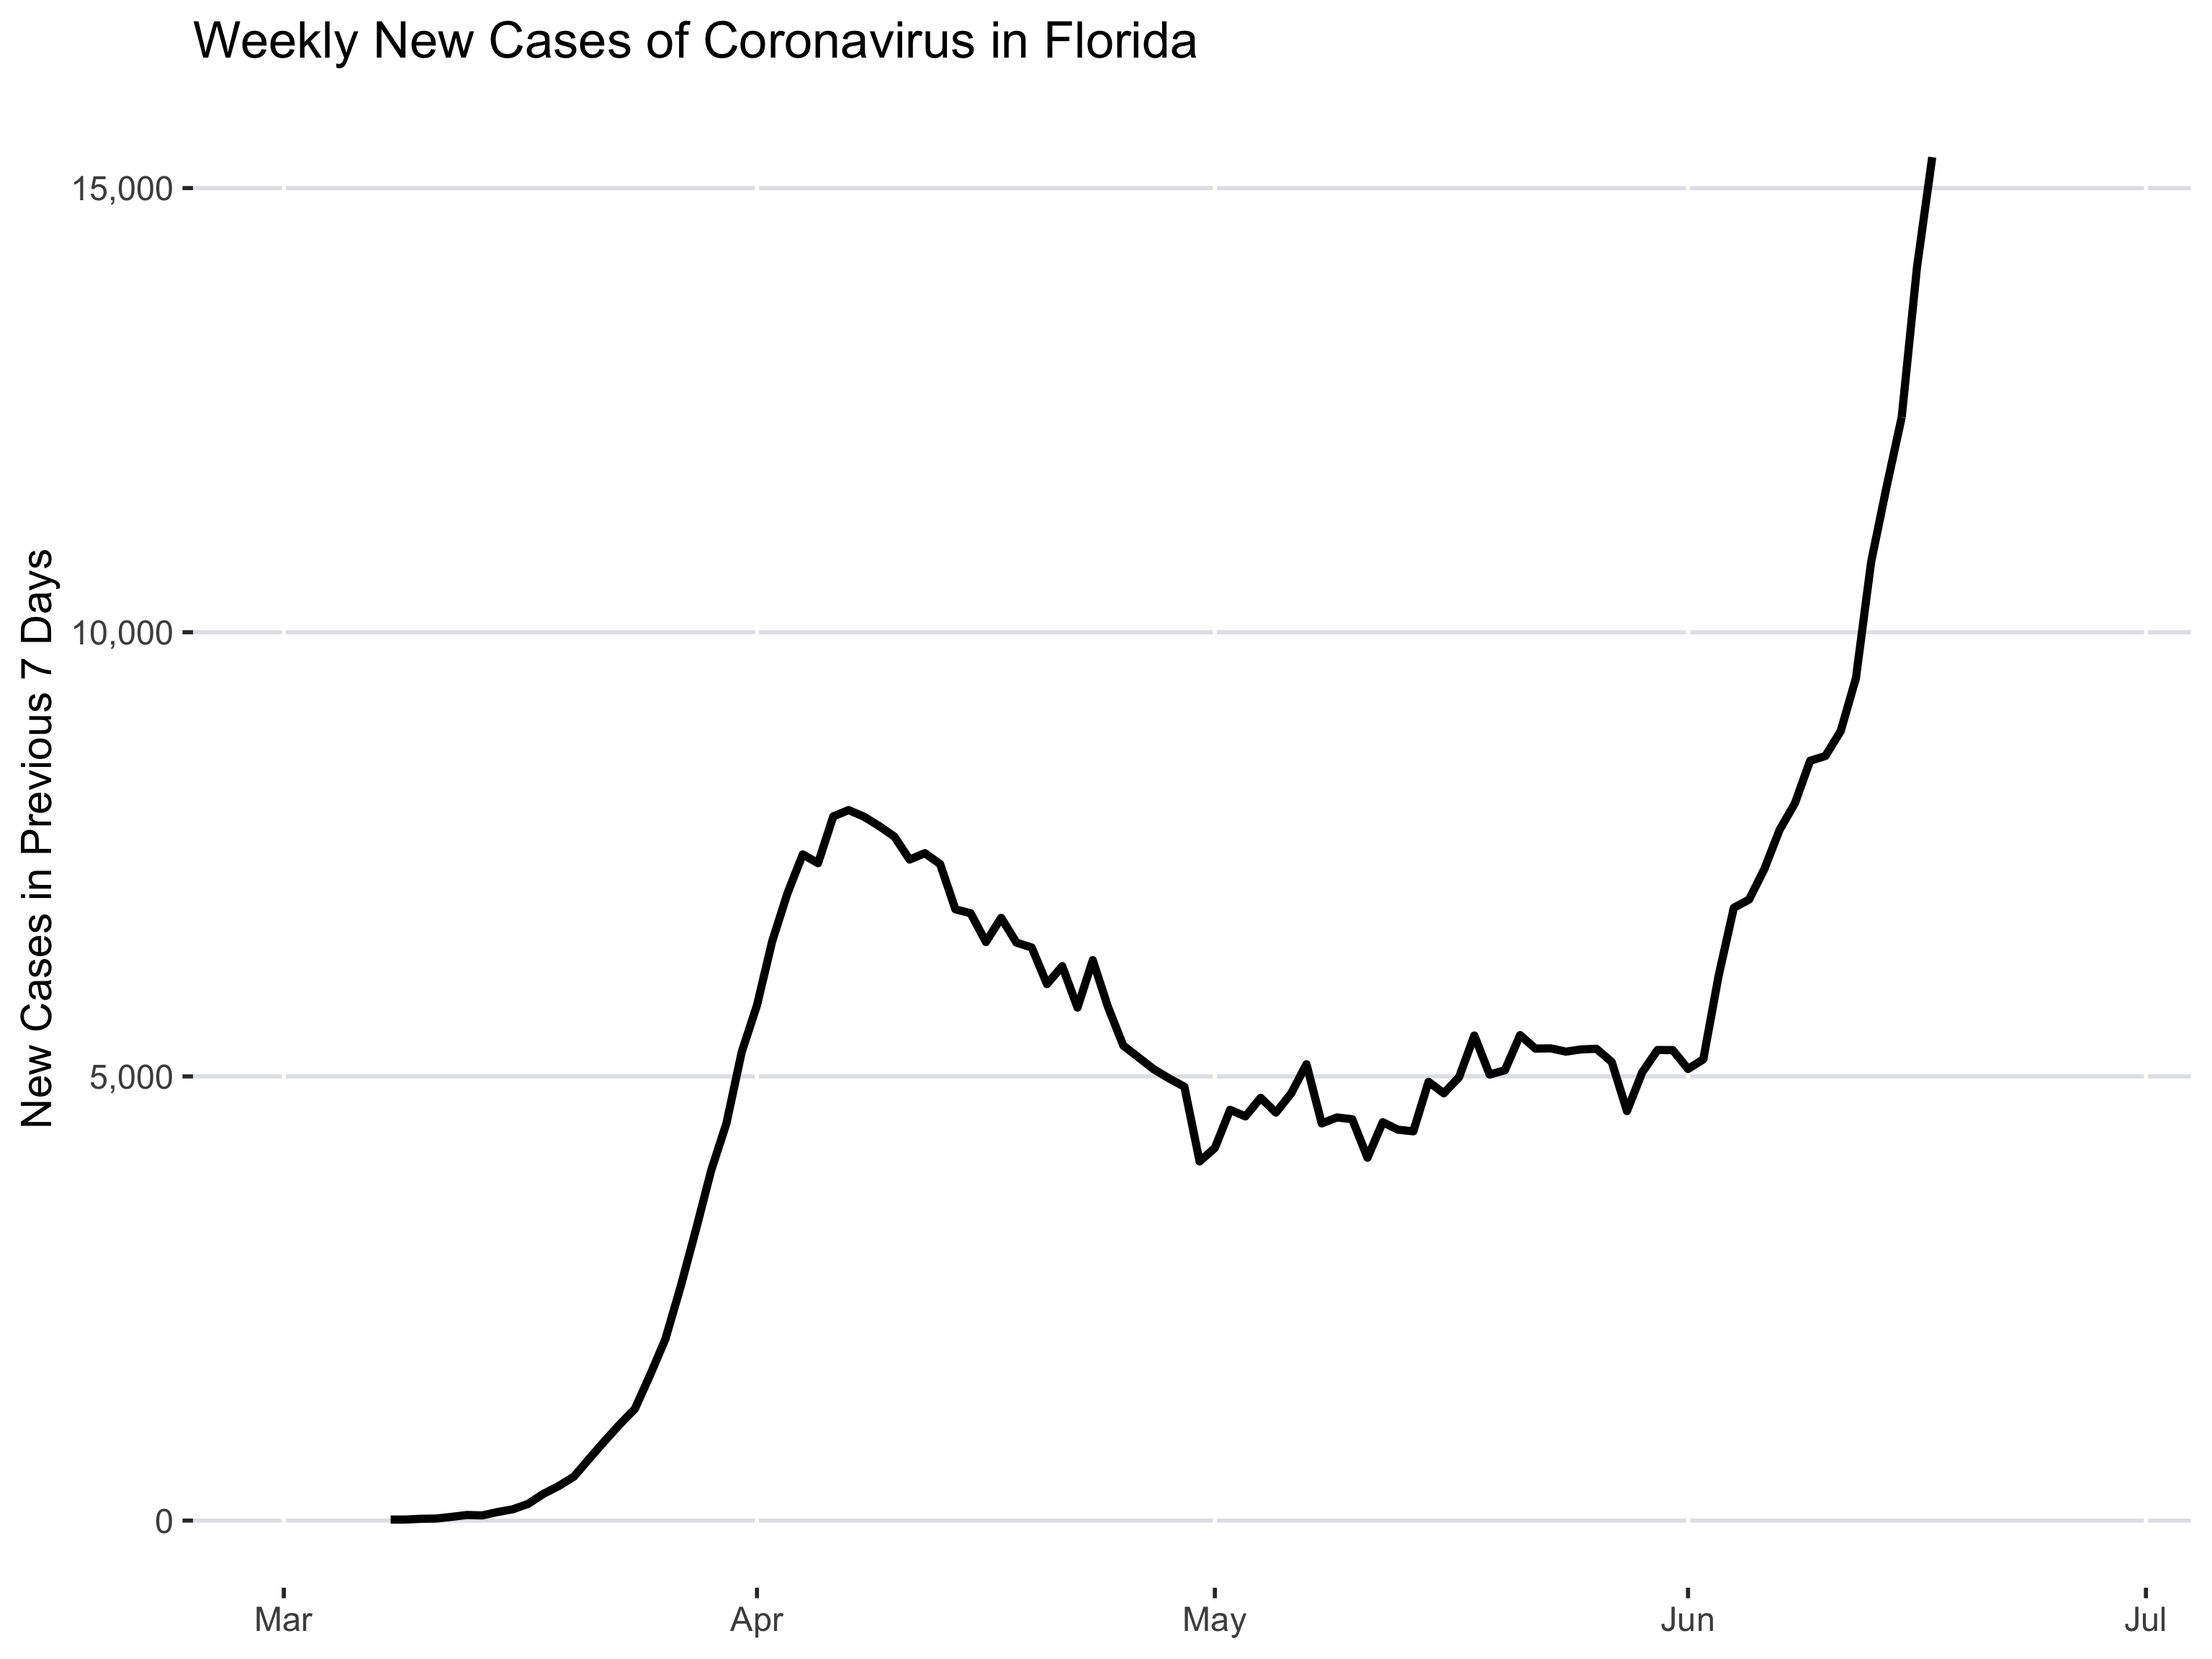 Weekly New Cases of Coronavirus in Florida
New Cases in Previous 7 Days
15,000
10,000
5,000
0
Mar Apr May Jun Jul